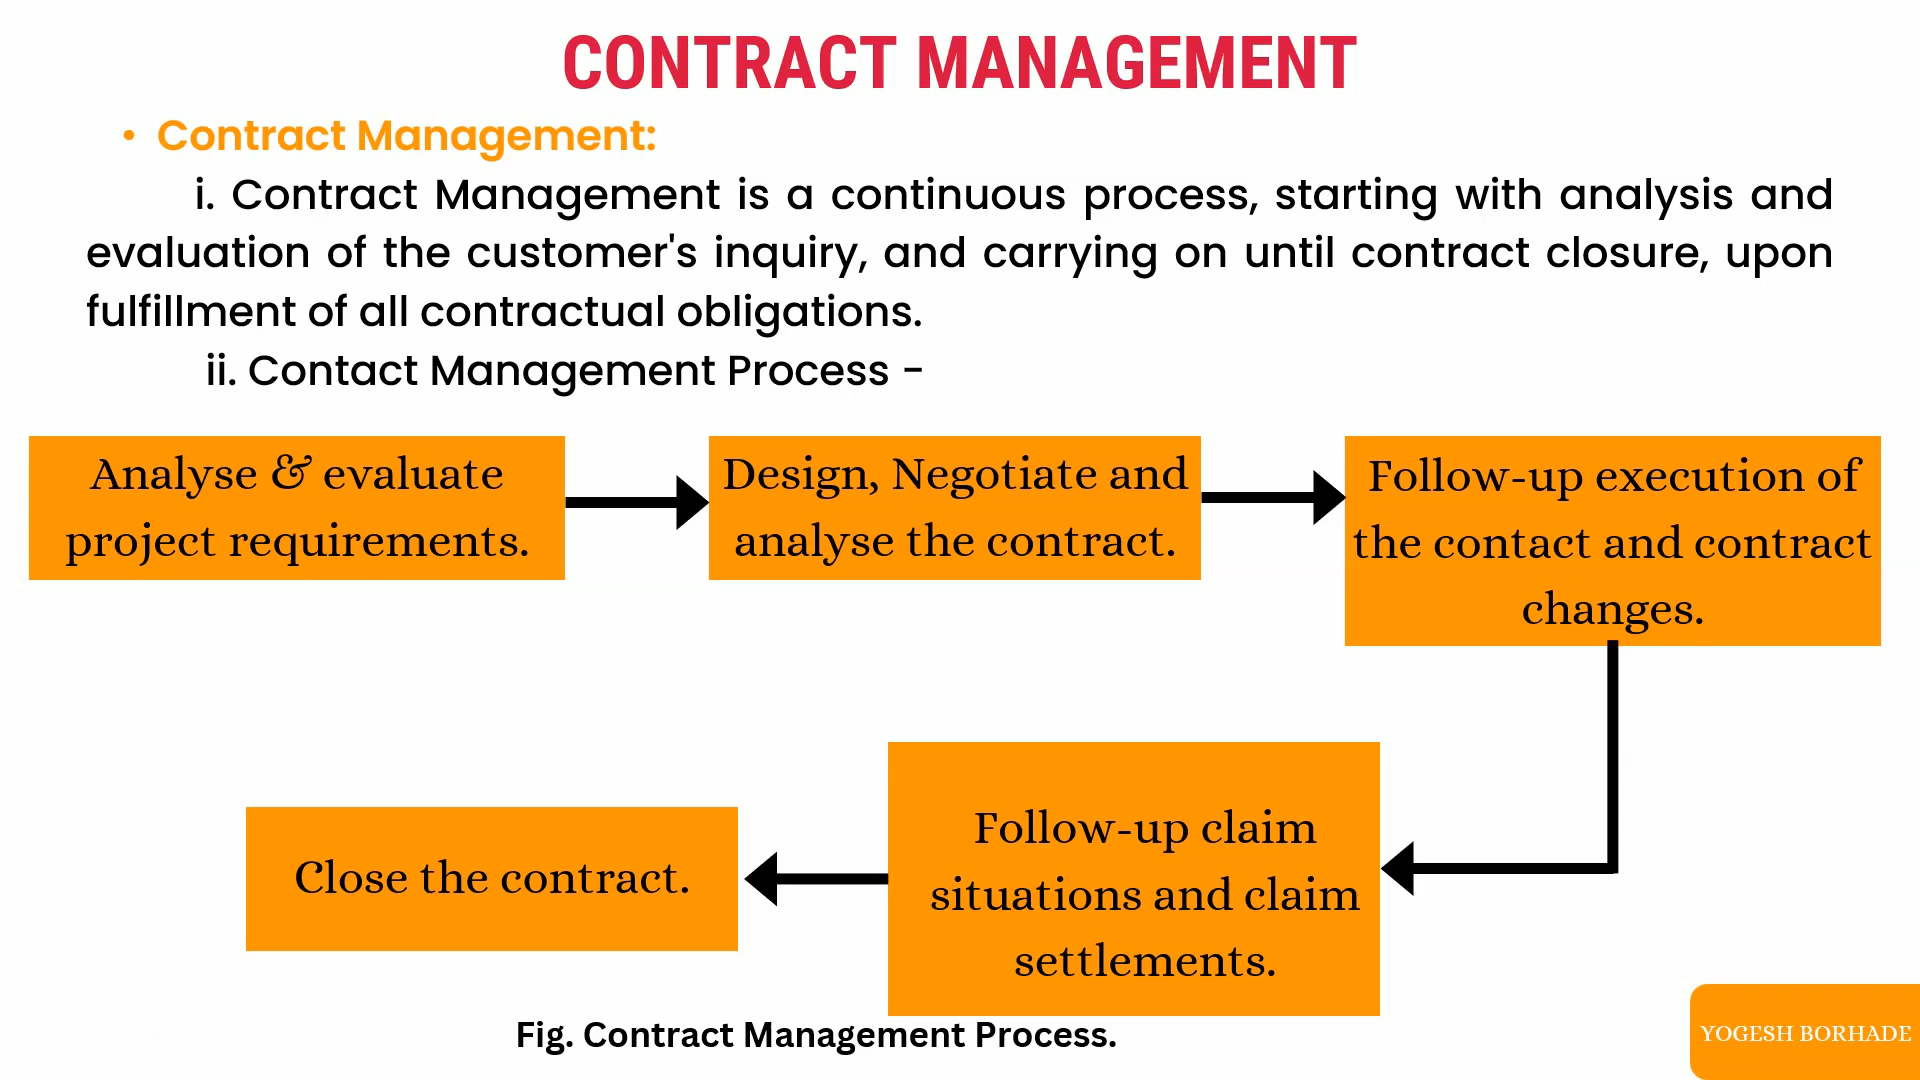 CONTRACT MANAGEMENT
• Contract Management:
i. Contract Management is a continuous process, starting with analysis and
evaluation of the customer's inquiry, and carrying on until contract closure, upon
fulfillment of all contractual obligations.
ii. Contact Management Process -
Analyse & evaluate
project requirements.
Design, Negotiate and
analyse the contract.
Follow-up execution of
the contact and contract
changes.
Follow-up claim
situations and claim
settlements.
Close the contract.
Fig. Contract Management Process.
YOGESH BORHADE